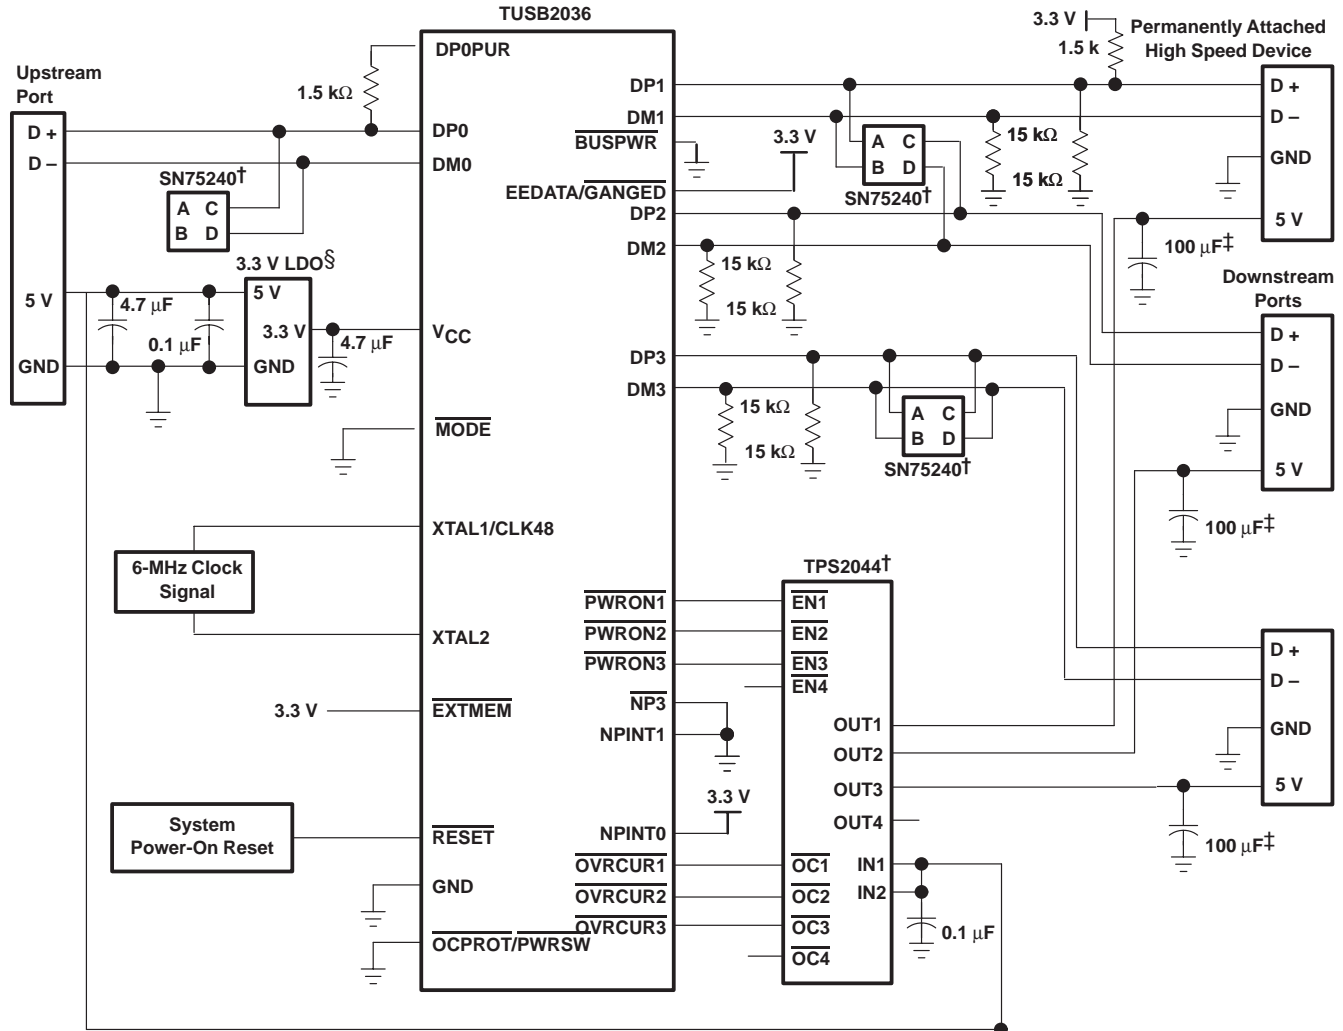 TUSB2036
Upstream
Port
D +
D –
5 V
GND
1.5 kΩ
SN75240†
A C
B D
3.3 V LDO§
5 V
3.3 V
GND
4.7 μF
0.1 μF
4.7 μF
6-MHz Clock
Signal
3.3 V
System
Power-On Reset
DP0PUR
DP0
DM0
VCC
MODE
XTAL1/CLK48
XTAL2
EXTMEM
RESET
GND
OCPROT/PWRSW
DP1
DM1
BUSPWR
EEDATA/GANGED
DP2
DM2
DP3
DM3
PWRON1
PWRON2
PWRON3
NP3
NPINT1
NPINT0
OVRCUR1
OVRCUR2
OVRCUR3
3.3 V
3.3 V
1.5 k
A C
B D
SN75240†
15 kΩ
15 kΩ
15 kΩ
15 kΩ
15 kΩ
15 kΩ
A C
B D
SN75240†
3.3 V
TPS2044†
EN1
EN2
EN3
EN4
OUT1
OUT2
OUT3
OUT4
OC1
OC2
OC3
OC4
IN1
IN2
0.1 μF
Permanently Attached
High Speed Device
D +
D –
GND
5 V
100 μF‡
Downstream
Ports
D +
D –
GND
5 V
100 μF‡
D +
D –
GND
5 V
100 μF‡